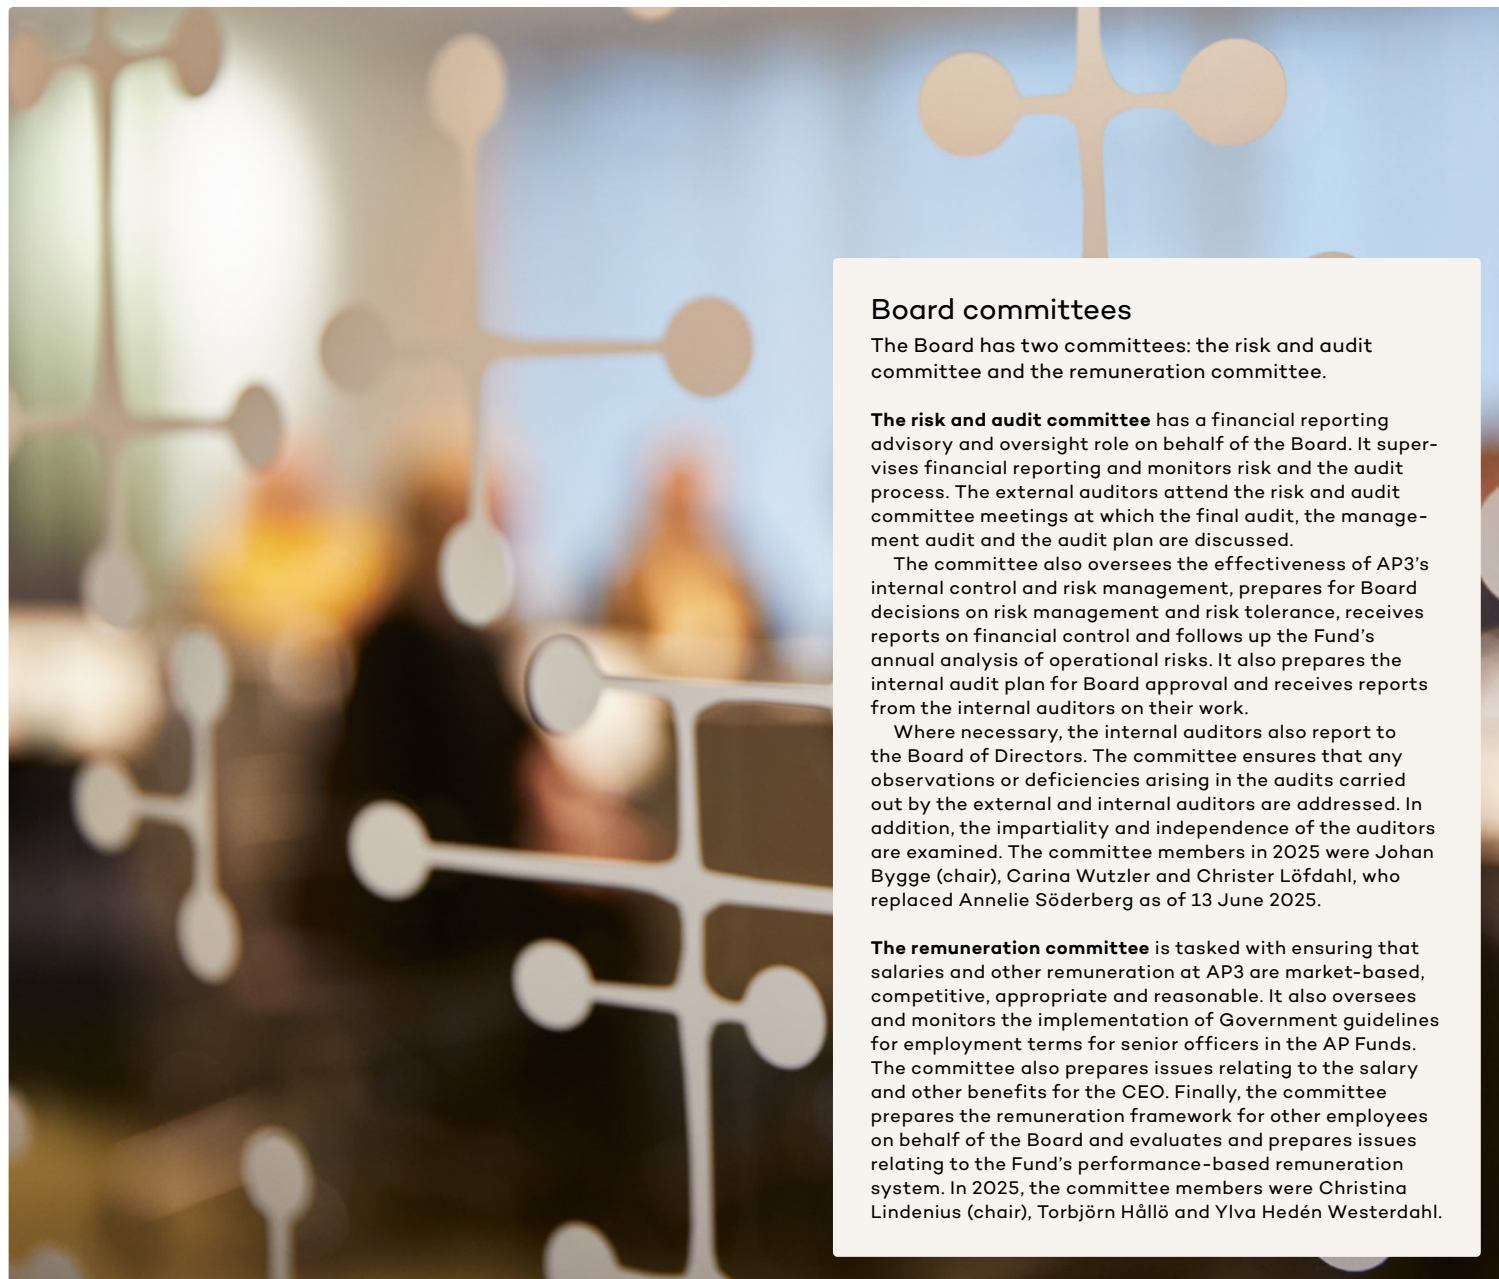 Board committees
The Board has two committees: the risk and audit
committee and the remuneration committee.
The risk and audit committee has a financial reporting
advisory and oversight role on behalf of the Board. It super-
vises financial reporting and monitors risk and the audit
process. The external auditors attend the risk and audit
committee meetings at which the final audit, the manage-
ment audit and the audit plan are discussed.
The committee also oversees the effectiveness of AP3’s
internal control and risk management, prepares for Board
decisions on risk management and risk tolerance, receives
reports on financial control and follows up the Fund’s
annual analysis of operational risks. It also prepares the
internal audit plan for Board approval and receives reports
from the internal auditors on their work.
Where necessary, the internal auditors also report to
the Board of Directors. The committee ensures that any
observations or deficiencies arising in the audits carried
out by the external and internal auditors are addressed. In
addition, the impartiality and independence of the auditors
are examined. The committee members in 2025 were Johan
Bygge (chair), Carina Wutzler and Christer Löfdahl, who
replaced Annelie Söderberg as of 13 June 2025.
The remuneration committee is tasked with ensuring that
salaries and other remuneration at AP3 are market-based,
competitive, appropriate and reasonable. It also oversees
and monitors the implementation of Government guidelines
for employment terms for senior officers in the AP Funds.
The committee also prepares issues relating to the salary
and other benefits for the CEO. Finally, the committee
prepares the remuneration framework for other employees
on behalf of the Board and evaluates and prepares issues
relating to the Fund’s performance-based remuneration
system. In 2025, the committee members were Christina
Lindenius (chair), Torbjörn Hållö and Ylva Hedén Westerdahl.